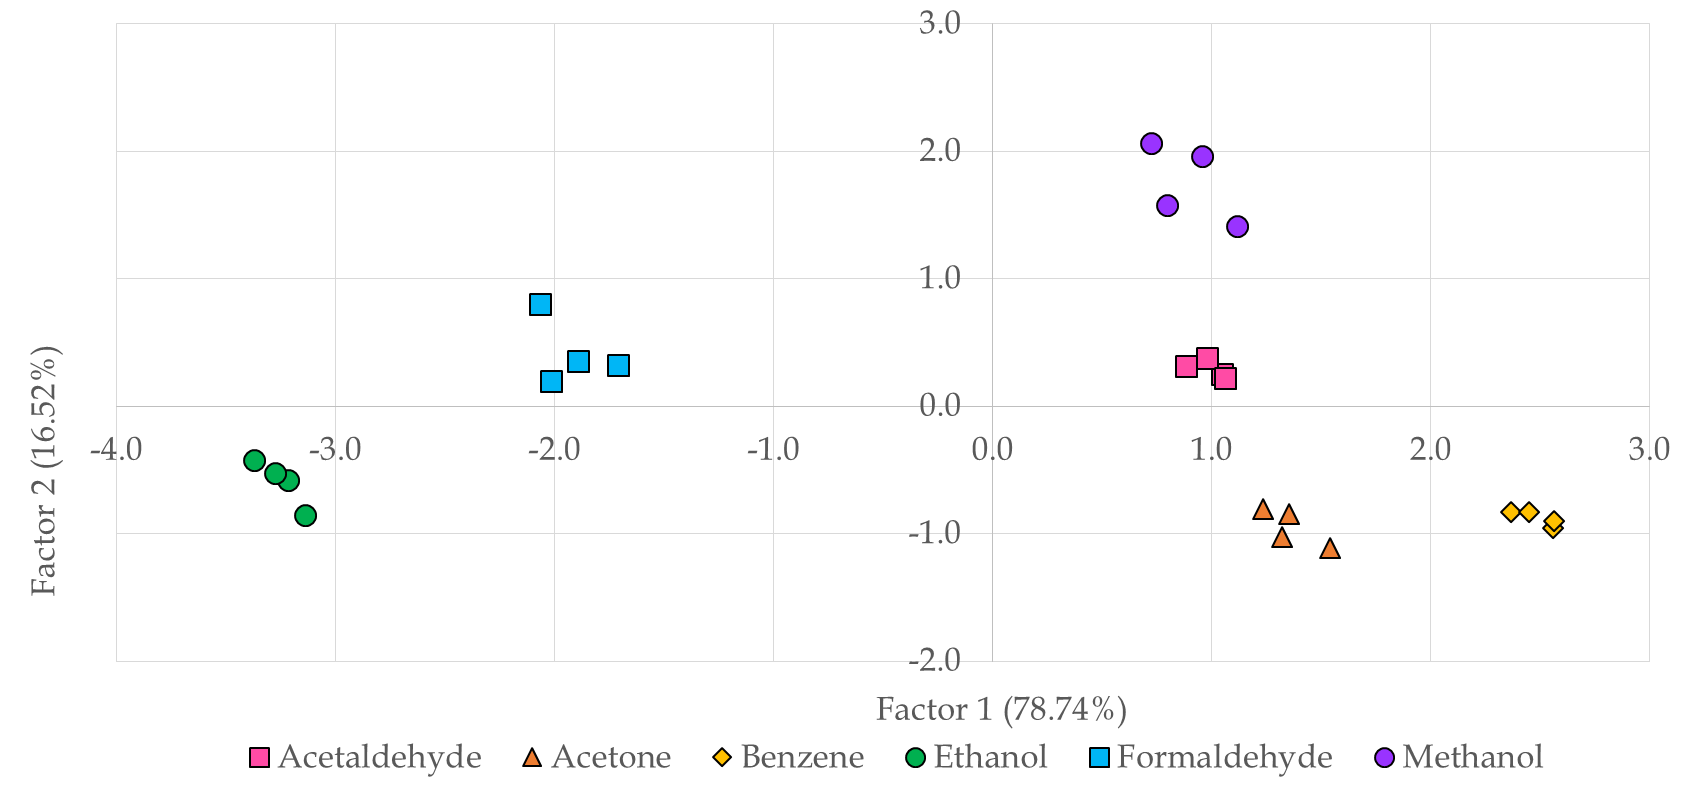 3.0
2.0
1.0
0.0
-4.0 -3.0 -2.0 -1.0 0.0 1.0 2.0 3.0
-1.0
-2.0
Factor 2 (16.52%)
Factor 1 (78.74%)
Acetaldehyde Acetone Benzene Ethanol Formaldehyde Methanol